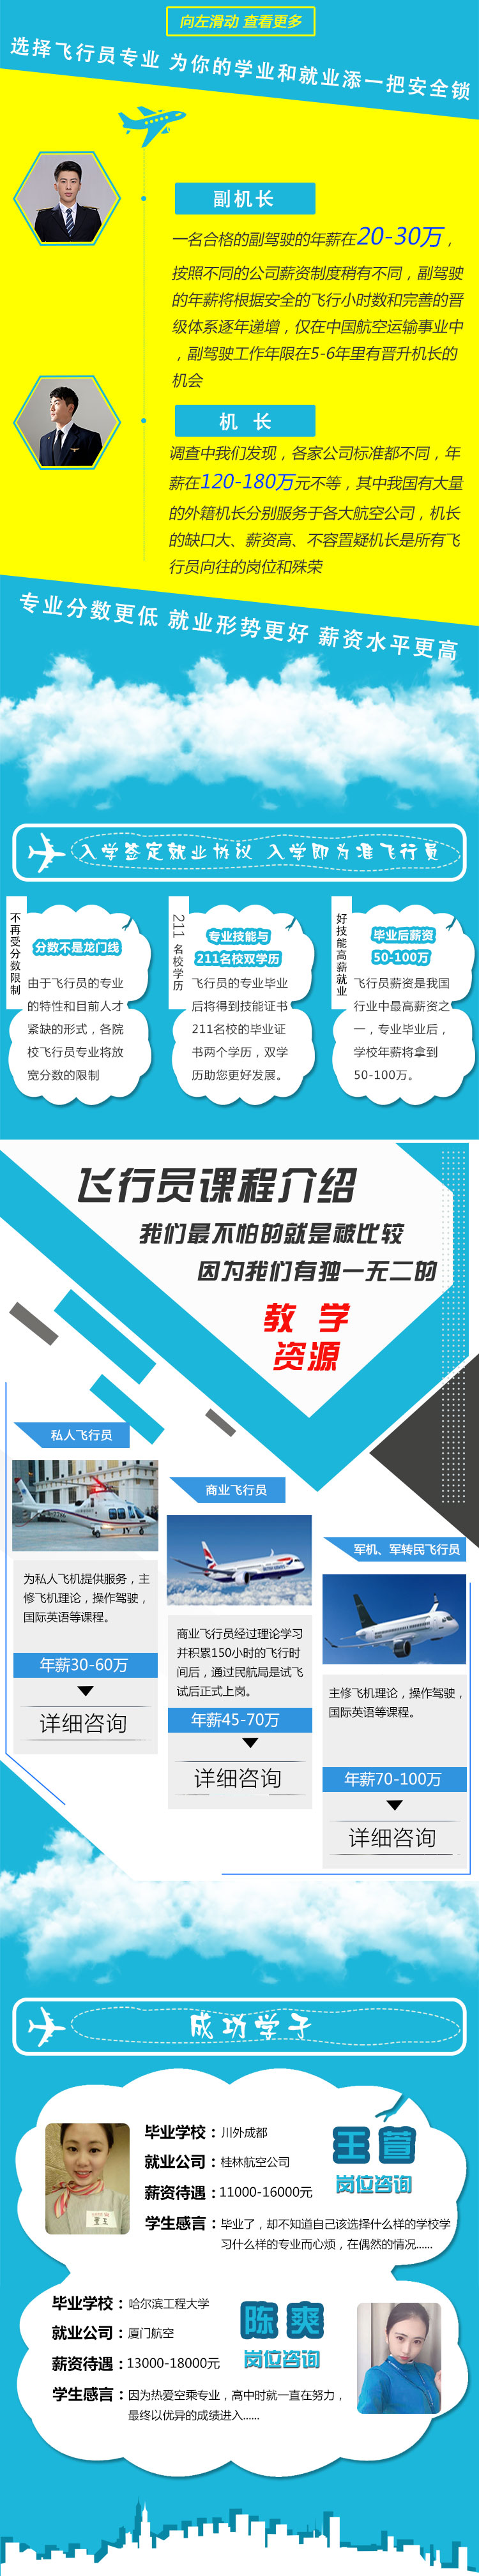 向左滑动 查看更多
选择飞行员专业 为你的学业和就业添一把安全锁
副机长
一名合格的副驾驶的年薪在20-30万，
按照不同的公司薪资制度稍有不同，副驾驶
的年薪将根据安全的飞行小时数和完善的晋
级体系逐年递增，仅在中国航空运输事业中
，副驾驶工作年限在5-6年里有晋升机长的
机会
机 长
调查中我们发现，各家公司标准都不同，年
薪在120-180万元不等，其中我国有大量
的外籍机长分别服务于各大航空公司，机长
的缺口大、薪资高、不容置疑机长是所有飞
行员向往的岗位和殊荣
专业分数更低 就业形势更好 薪资水平更高
入学签定就业协议 入学即为准飞行员
不再受分数限制
分数不是龙门线
由于飞行员的专业
的特性和目前人才
紧缺的形式，各院
校飞行员专业将放
宽分数的限制
211名校学历
专业技能与
211名校双学历
飞行员的专业毕业
后将得到技能证书
211名校的毕业证
书两个学历，双学
历助您更好发展。
好技能高薪就业
毕业后薪资
50-100万
飞行员薪资是我国
行业中最高薪资之
一，专业毕业后，
学校年薪将拿到
50-100万。
飞行员课程介绍
我们最不怕的就是被比较
因为我们有独一无二的
教 学
资源
私人飞行员
为私人飞机提供服务，主
修飞机理论，操作驾驶，
国际英语等课程。
年薪30-60万
详细咨询
商业飞行员
商业飞行员经过理论学习
并积累150小时的飞行时
间后，通过民航局是试飞
试后正式上岗。
年薪45-70万
详细咨询
军机、军转民飞行员
主修飞机理论，操作驾驶，
国际英语等课程。
年薪70-100万
详细咨询
成功学子
毕业学校：川外成都
就业公司：桂林航空公司
薪资待遇：11000-16000元
学生感言：毕业了，却不知道自己该选择什么样的学校学
习什么样的专业而心烦，在偶然的情况......
王 萱
岗位咨询
毕业学校：哈尔滨工程大学
就业公司：厦门航空
薪资待遇：13000-18000元
学生感言：因为热爱空乘专业，高中时就一直在努力，
最终以优异的成绩进入......
陈 爽
岗位咨询